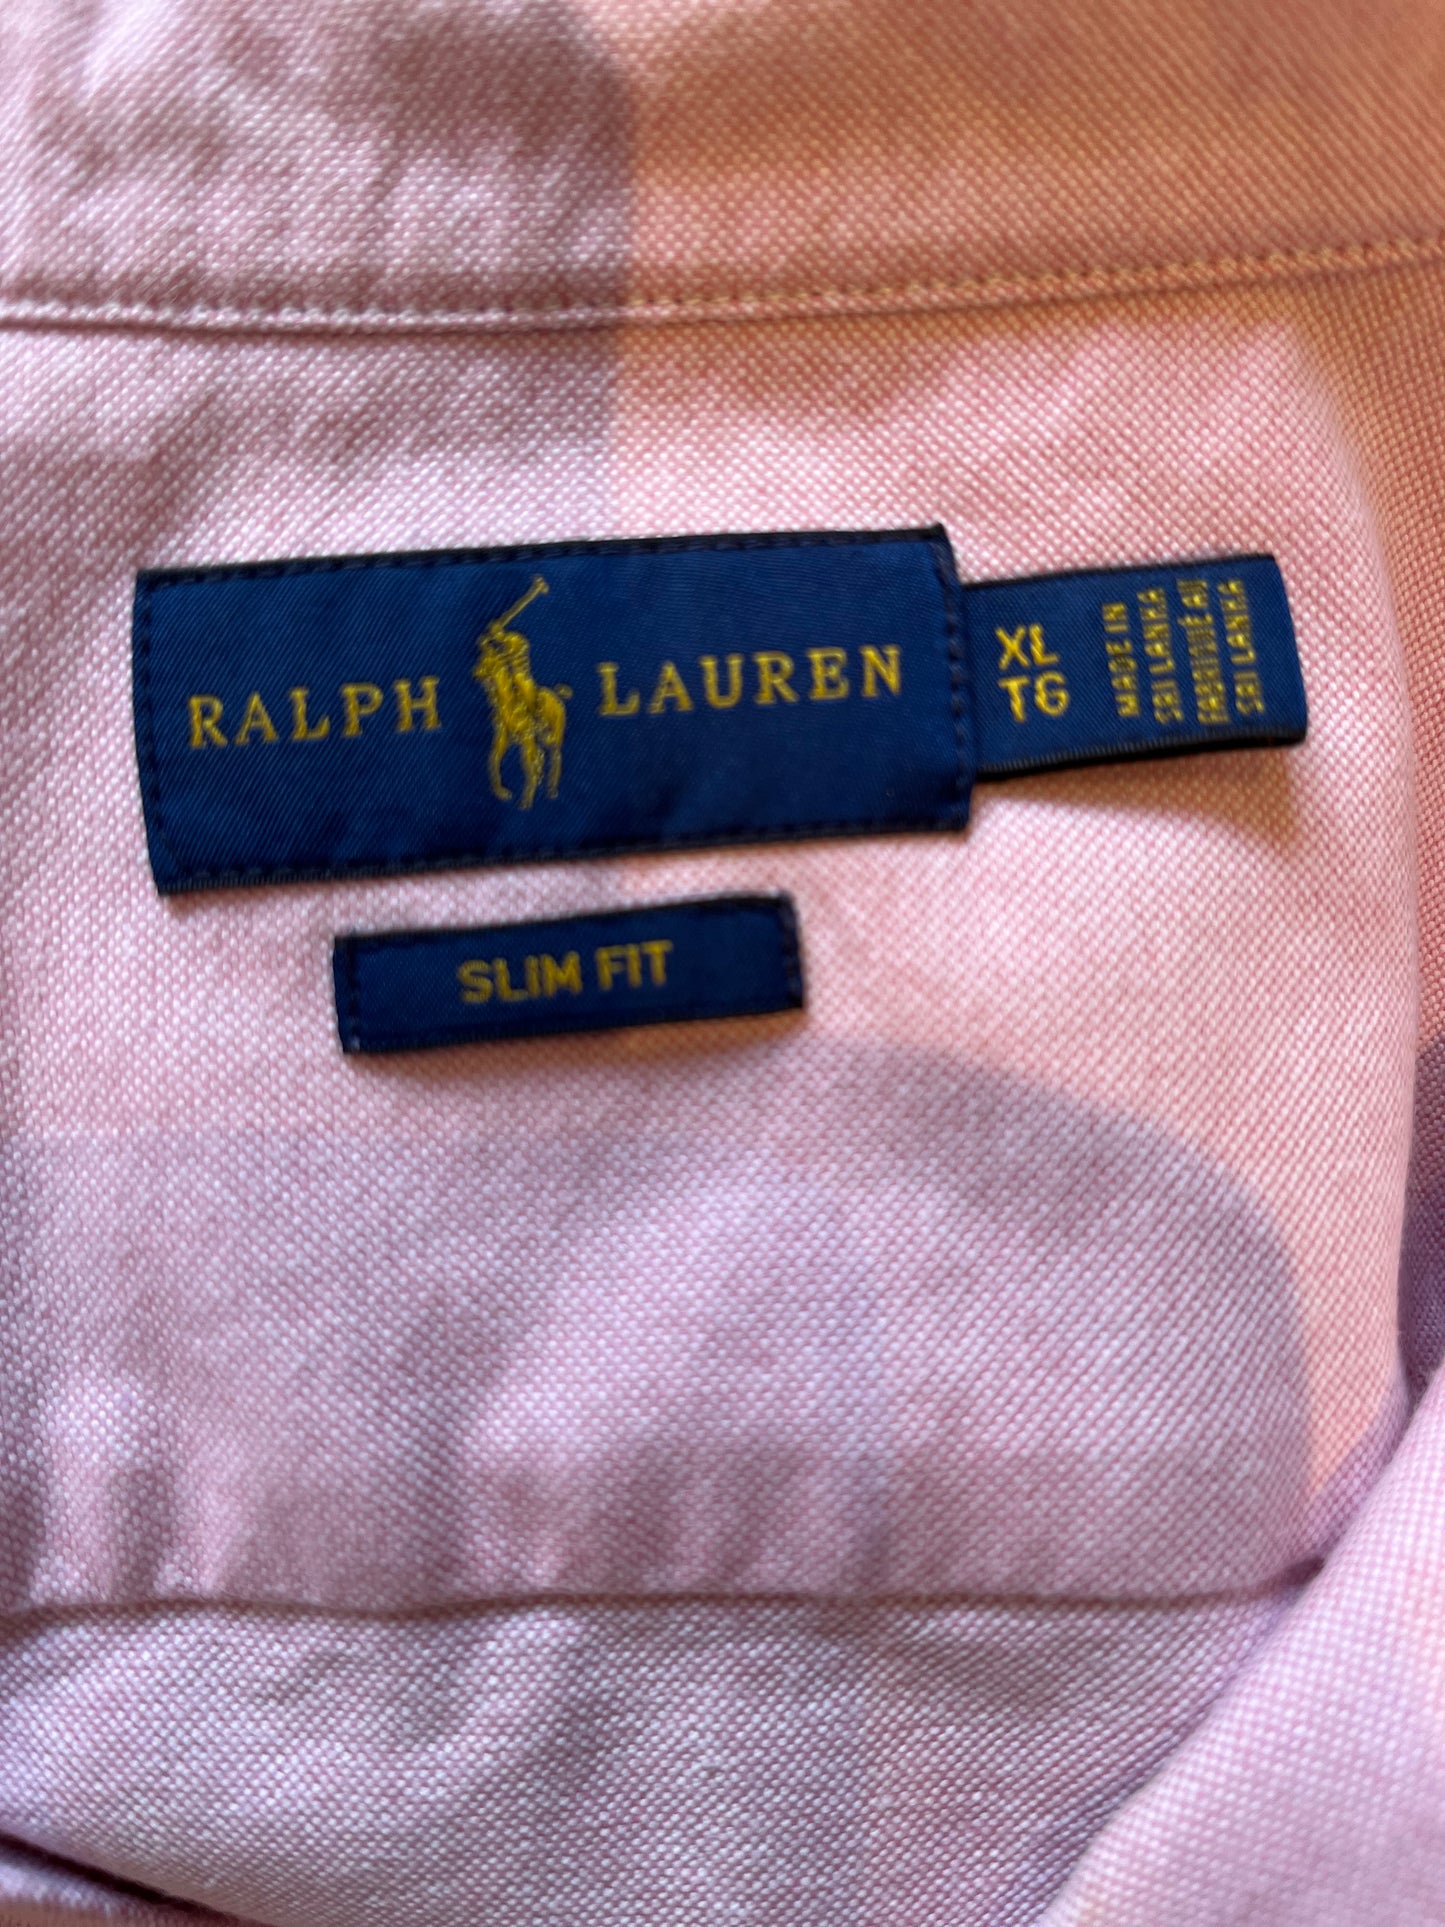 RALPH LAUREN
XL
TG
MADE IN
SRI LANKA
FABRIQUÉ AU
SRI LANKA
SLIM FIT